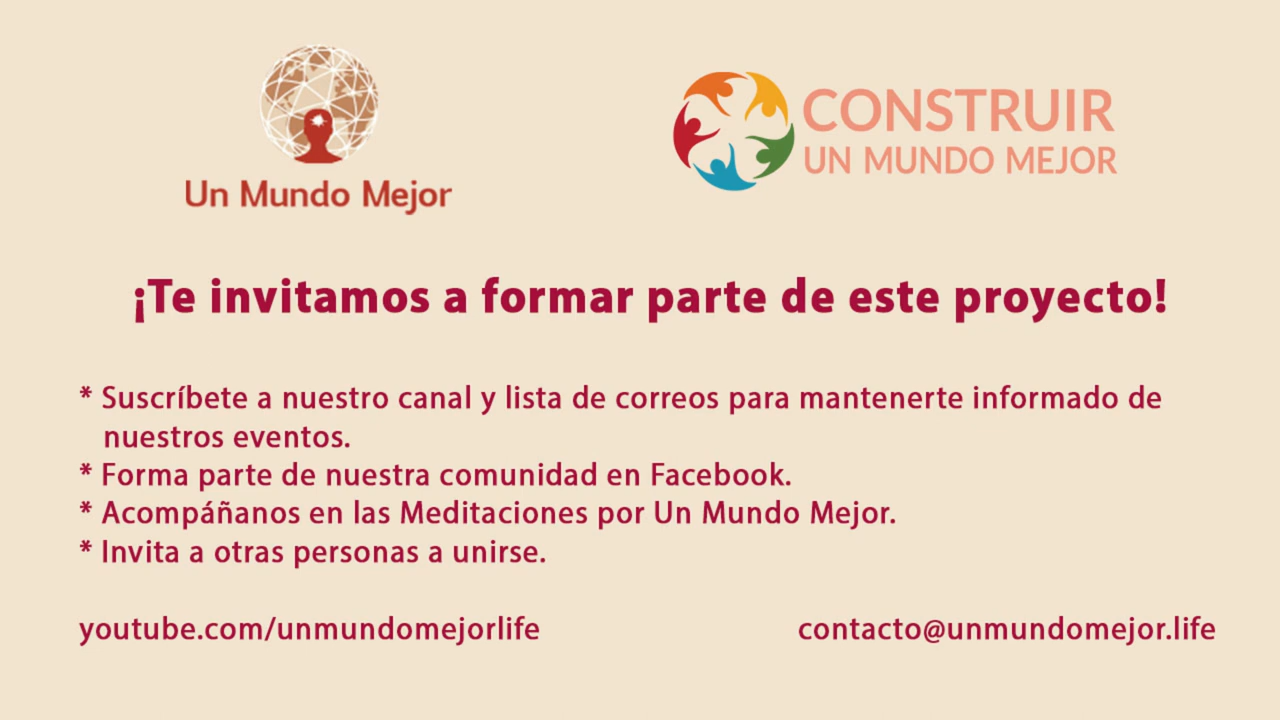 Un Mundo Mejor
CONSTRUIR
UN MUNDO MEJOR
¡Te invitamos a formar parte de este proyecto!
* Suscríbete a nuestro canal y lista de correos para mantenerte informado de
nuestros eventos.
* Forma parte de nuestra comunidad en Facebook.
* Acompáñanos en las Meditaciones por Un Mundo Mejor.
* Invita a otras personas a unirse.
youtube.com/unmundomejorlife
contacto@unmundomejor.life